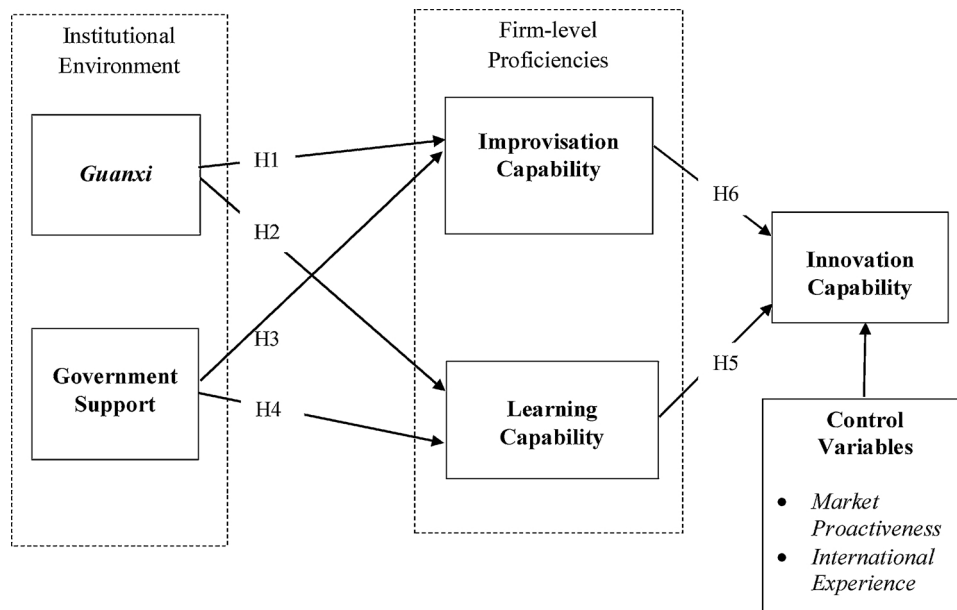 Institutional
Environment
Guanxi
Government
Support
H1
H2
H3
H4
Firm-level
Proficiencies
Improvisation
Capability
Learning
Capability
H6
H5
Innovation
Capability
Control
Variables
• Market
Proactiveness
• International
Experience